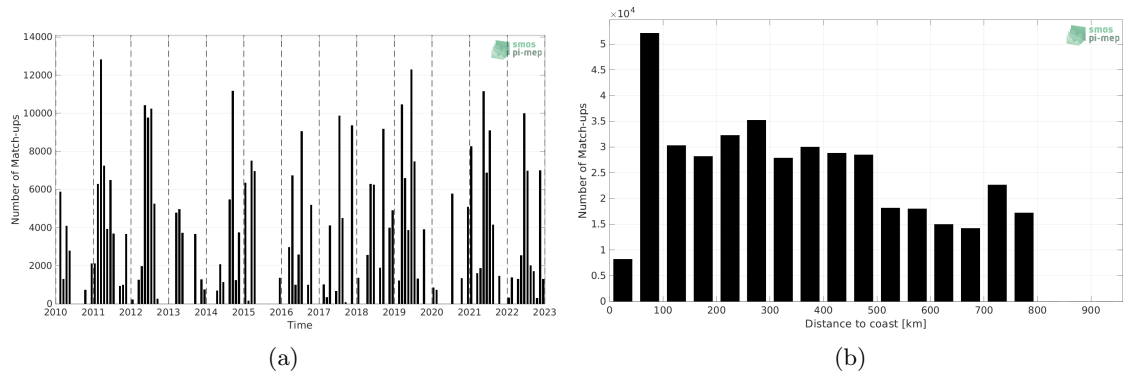 14000
12000
10000
8000
6000
4000
2000
0
Number of Match-ups
2010 2011 2012 2013 2014 2015 2016 2017 2018 2019 2020 2021 2022 2023
Time
smos
pi-mep
(a)
×10⁴
5
4.5
4
3.5
3
2.5
2
1.5
1
0.5
0
Number of Match-ups
0 100 200 300 400 500 600 700 800 900
Distance to coast [km]
smos
pi-mep
(b)